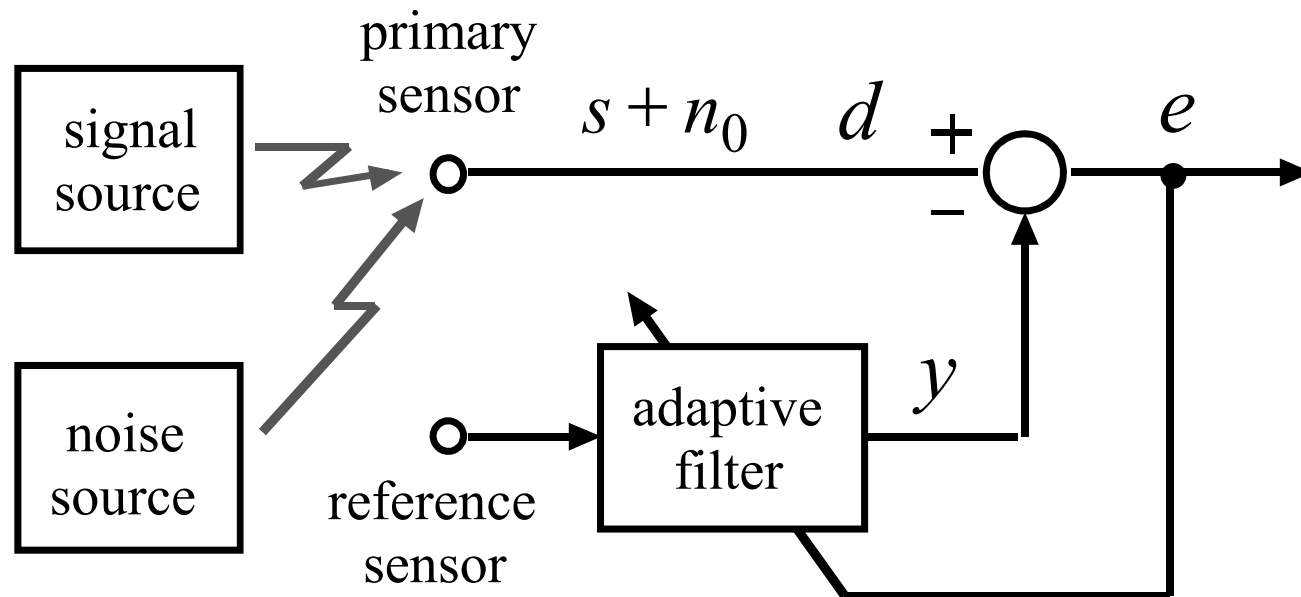 primary
sensor
signal
source
s + n₀
d
+
−
e
noise
source
reference
sensor
adaptive
filter
y